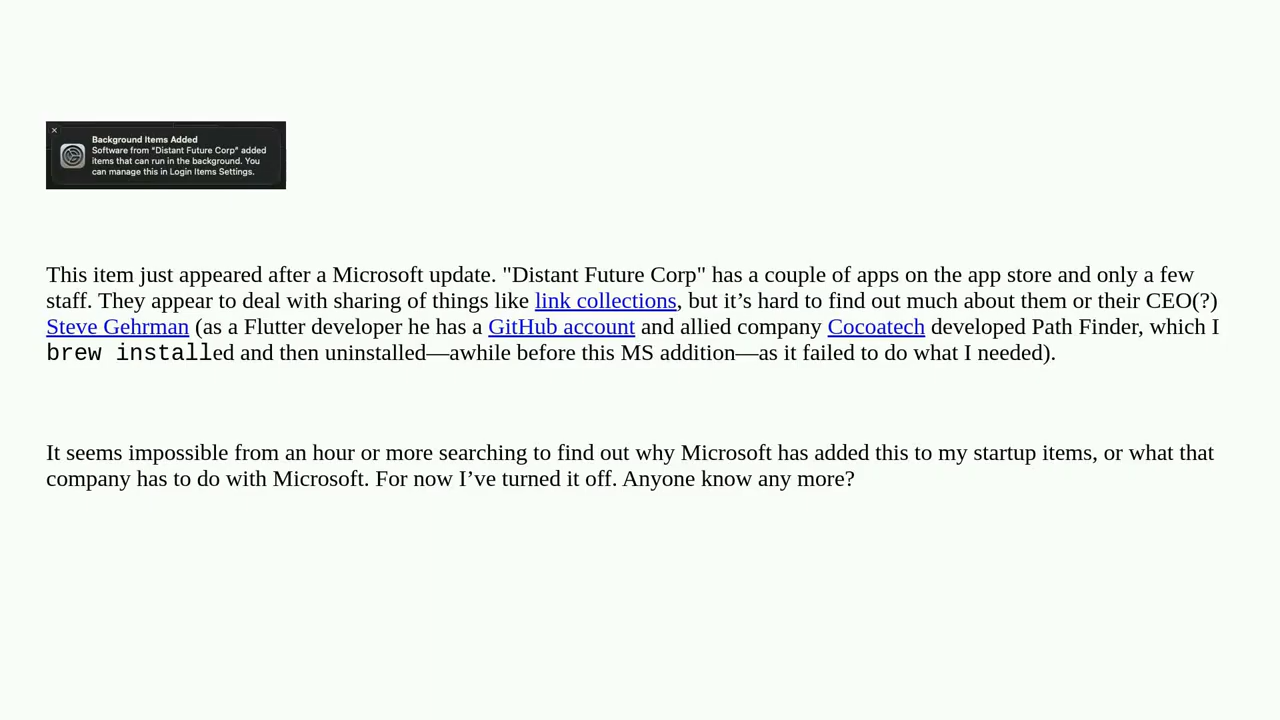 Background Items Added
Software from "Distant Future Corp" added
items that can run in the background. You
can manage this in Login Items Settings.
This item just appeared after a Microsoft update. "Distant Future Corp" has a couple of apps on the app store and only a few
staff. They appear to deal with sharing of things like link collections, but it’s hard to find out much about them or their CEO(?)
Steve Gehrman (as a Flutter developer he has a GitHub account and allied company Cocoatech developed Path Finder, which I
brew installed and then uninstalled—awhile before this MS addition—as it failed to do what I needed).
It seems impossible from an hour or more searching to find out why Microsoft has added this to my startup items, or what that
company has to do with Microsoft. For now I’ve turned it off. Anyone know any more?